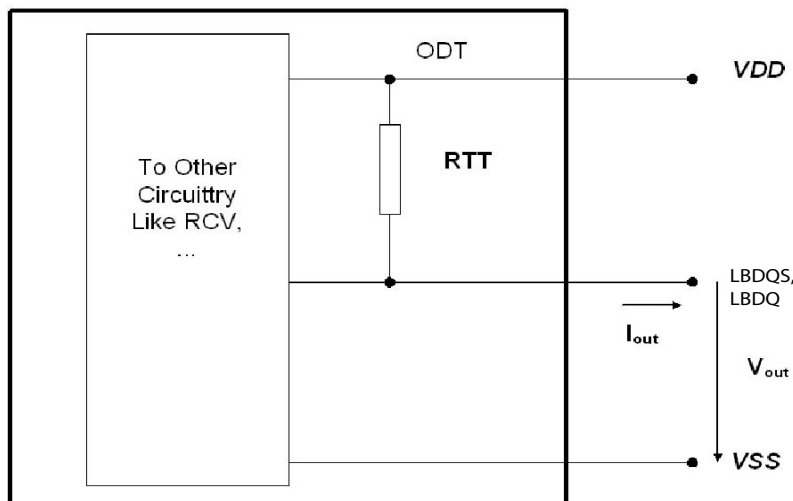 ODT
VDD
To Other
Circuittry
Like RCV,
...
RTT
LBDQS,
LBDQ
Iout
Vout
VSS